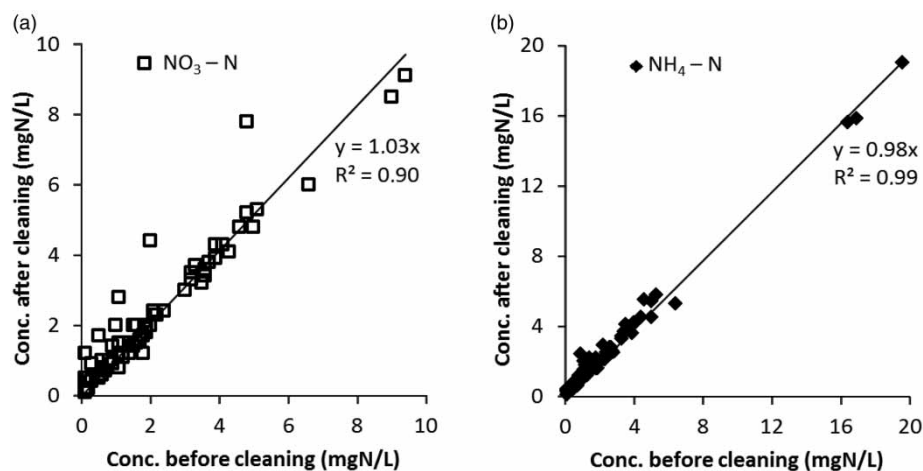 (a)
10
8
6
4
2
0
0 2 4 6 8 10
NO₃ – N
y = 1.03x
R² = 0.90
Conc. after cleaning (mgN/L)
Conc. before cleaning (mgN/L)
(b)
20
16
12
8
4
0
0 4 8 12 16 20
NH₄ – N
y = 0.98x
R² = 0.99
Conc. after cleaning (mgN/L)
Conc. before cleaning (mgN/L)